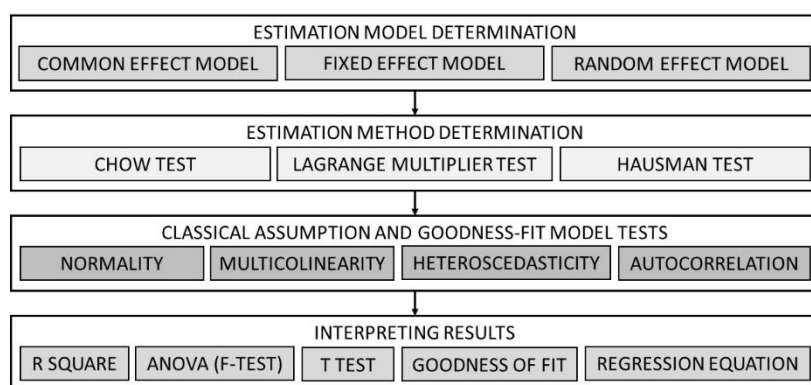 ESTIMATION MODEL DETERMINATION
COMMON EFFECT MODEL FIXED EFFECT MODEL RANDOM EFFECT MODEL
ESTIMATION METHOD DETERMINATION
CHOW TEST LAGRANGE MULTIPLIER TEST HAUSMAN TEST
CLASSICAL ASSUMPTION AND GOODNESS-FIT MODEL TESTS
NORMALITY MULTICOLINEARITY HETEROSCEDASTICITY AUTOCORRELATION
INTERPRETING RESULTS
R SQUARE ANOVA (F-TEST) T TEST GOODNESS OF FIT REGRESSION EQUATION